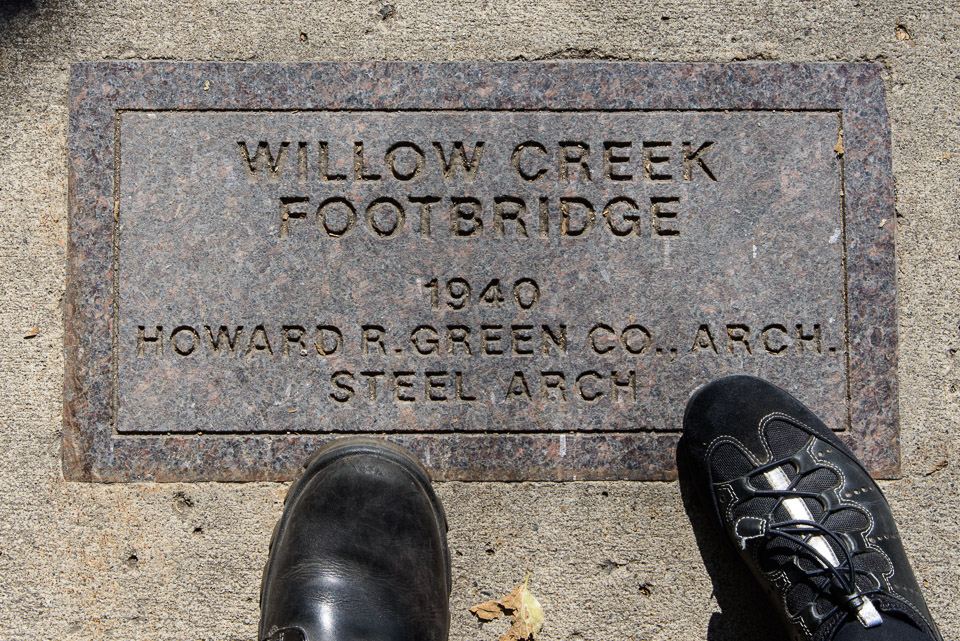 WILLOW CREEK
FOOTBRIDGE
1940
HOWARD R. GREEN CO., ARCH.
STEEL ARCH